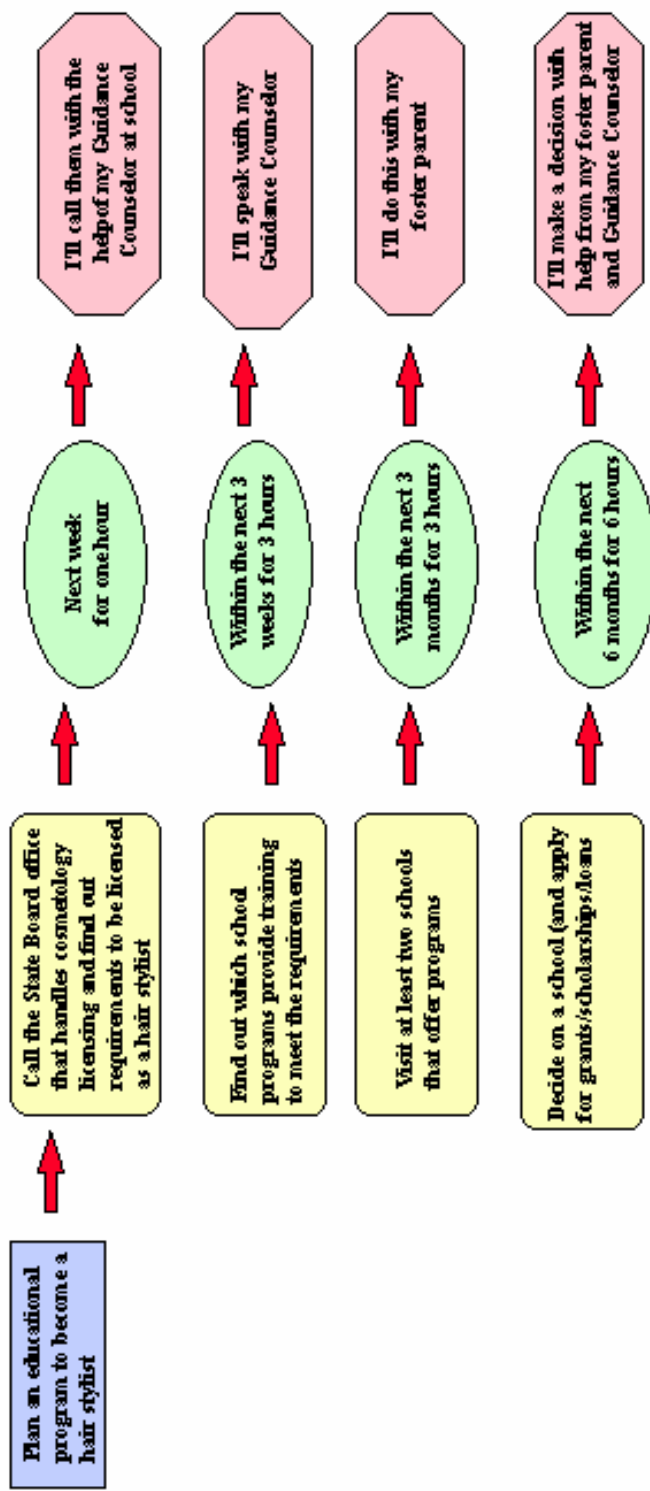 Plan an educational
program to become a
hair stylist
Call the State Board office
that handles cosmetology
licensing and find out
requirements to be licensed
as a hair stylist
Next week
for one hour
I'll call them with the
help of my Guidance
Counselor at school
Find out which school
programs provide training
to meet the requirements
Within the next 3
weeks for 3 hours
I'll speak with my
Guidance Counselor
Visit at least two schools
that offer programs
Within the next 3
months for 3 hours
I'll do this with my
foster parent
Decide on a school (and apply
for grants/scholarships/loans
Within the next
6 months for 6 hours
I'll make a decision with
help from my foster parent
and Guidance Counselor